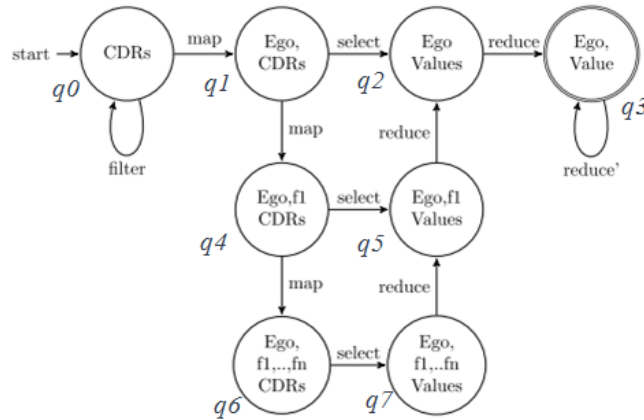 start
CDRs
map
Ego,
CDRs
select
Ego
Values
reduce
Ego,
Value
q0
q1
q2
q3
filter
map
reduce
reduce'
Ego,f1
CDRs
select
Ego,f1
Values
q4
q5
map
reduce
Ego,
f1,..,fn
CDRs
select
Ego,
f1,..fn
Values
q6
q7